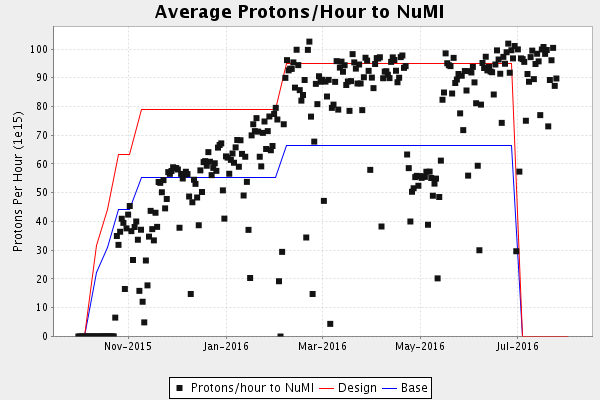 Average Protons/Hour to NuMI
Protons Per Hour (1e15)
100
90
80
70
60
50
40
30
20
10
0
Nov-2015 Jan-2016 Mar-2016 May-2016 Jul-2016
Protons/hour to NuMI Design Base